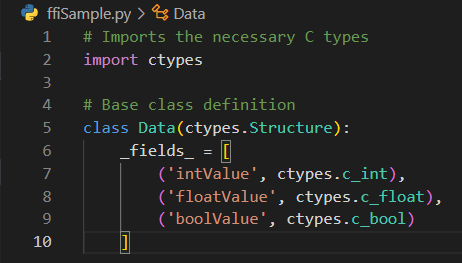 ffiSample.py > Data
1 # Imports the necessary C types
2 import ctypes
3
4 # Base class definition
5 class Data(ctypes.Structure):
6     _fields_ = [
7         ('intValue', ctypes.c_int),
8         ('floatValue', ctypes.c_float),
9         ('boolValue', ctypes.c_bool)
10     ]